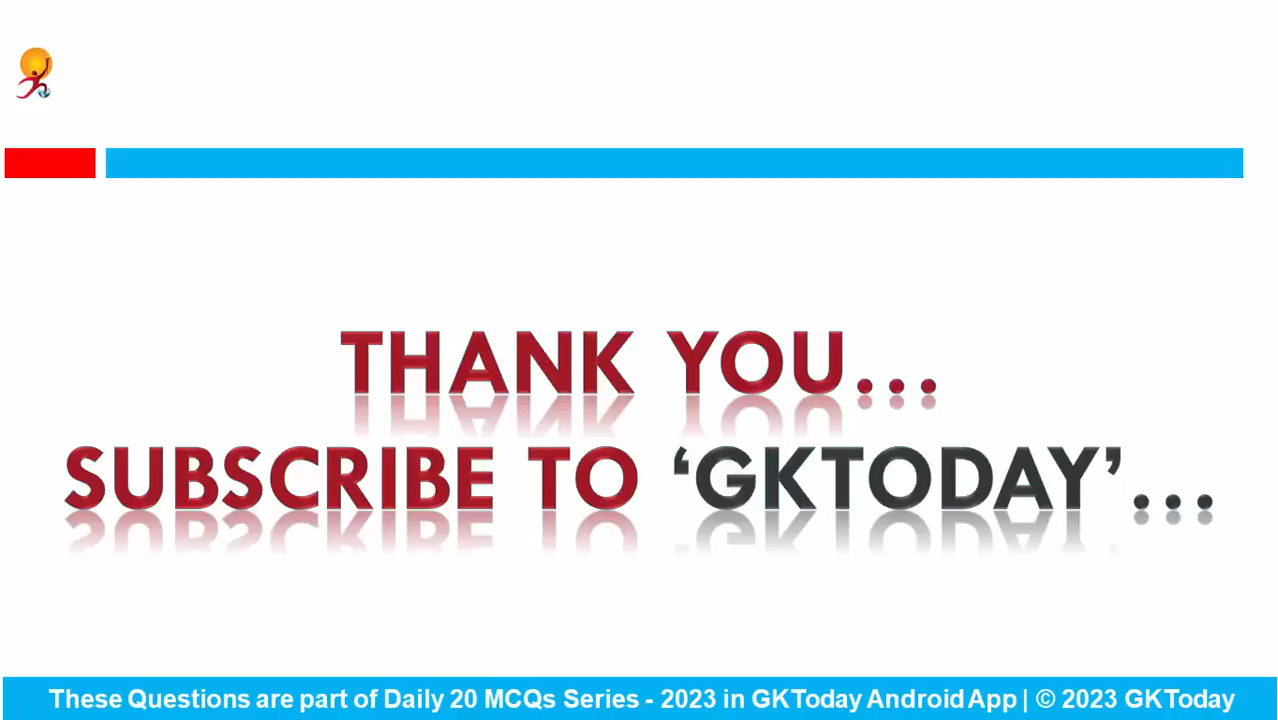 THANK YOU...
SUBSCRIBE TO ‘GKTODAY’...
These Questions are part of Daily 20 MCQs Series - 2023 in GKToday Android App | © 2023 GKToday